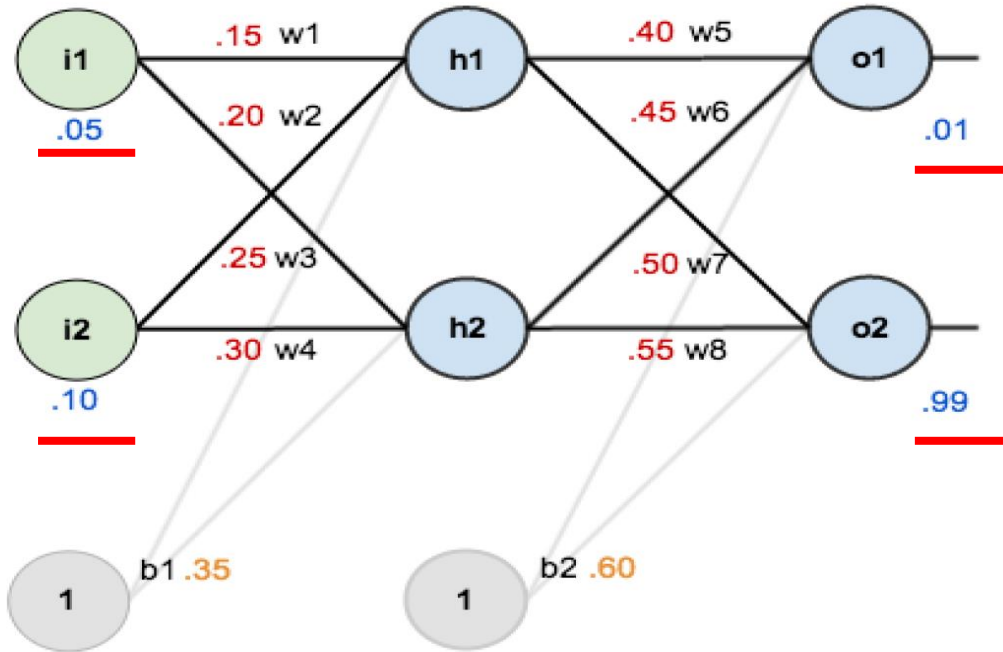 .15 w1
.40 w5
i1
h1
o1
.20 w2
.45 w6
.05
.01
.25 w3
.50 w7
i2
h2
o2
.30 w4
.55 w8
.10
.99
b1 .35
b2 .60
1
1